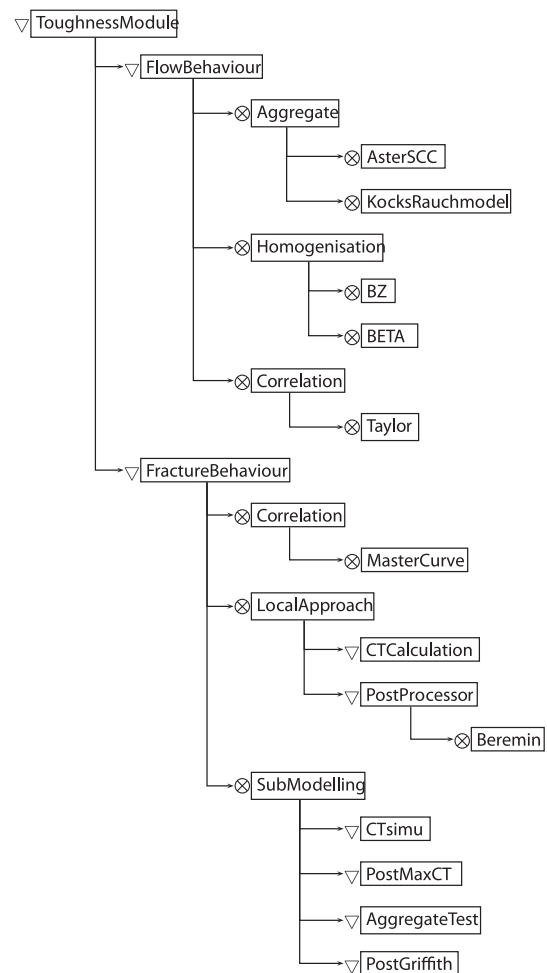 ToughnessModule
FlowBehaviour
Aggregate
AsterSCC
KocksRauchmodel
Homogenisation
BZ
BETA
Correlation
Taylor
FractureBehaviour
Correlation
MasterCurve
LocalApproach
CTCalculation
PostProcessor
Beremin
SubModelling
CTsimu
PostMaxCT
AggregateTest
PostGriffith